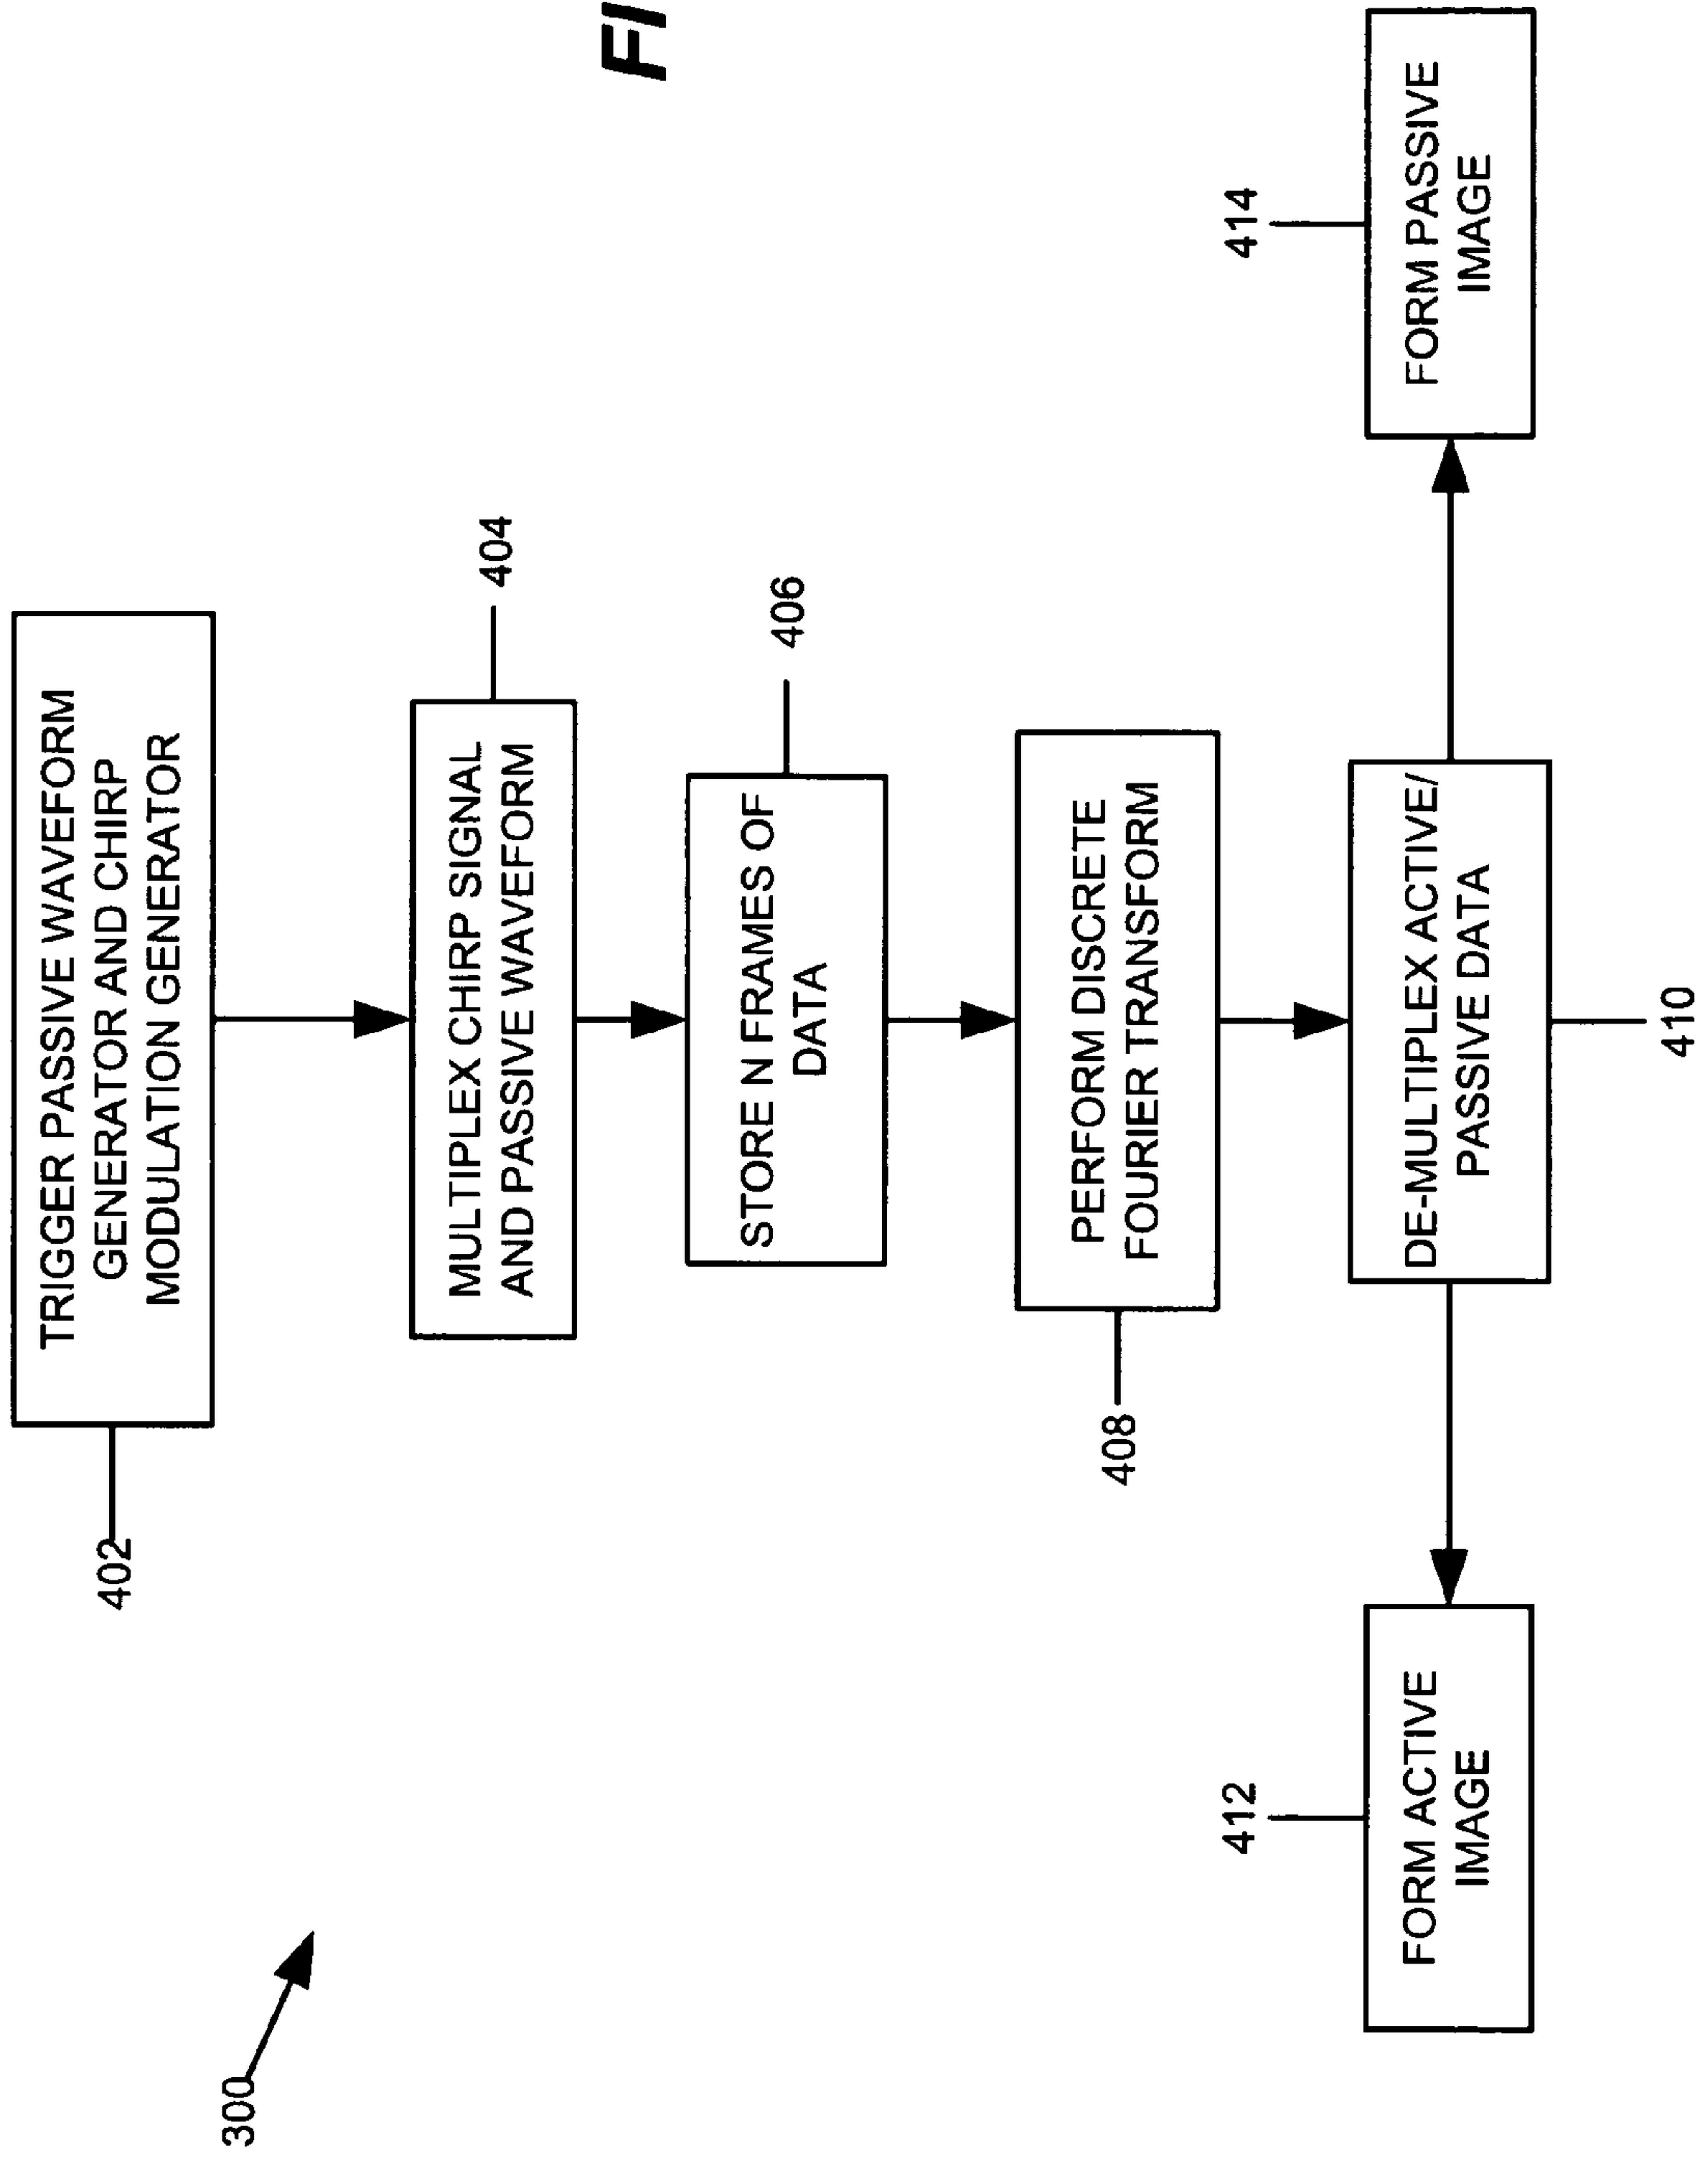 300
402
TRIGGER PASSIVE WAVEFORM
GENERATOR AND CHIRP
MODULATION GENERATOR
404
MULTIPLEX CHIRP SIGNAL
AND PASSIVE WAVEFORM
406
STORE N FRAMES OF
DATA
408
PERFORM DISCRETE
FOURIER TRANSFORM
410
DE-MULTIPLEX ACTIVE/
PASSIVE DATA
412
FORM ACTIVE
IMAGE
414
FORM PASSIVE
IMAGE
FI